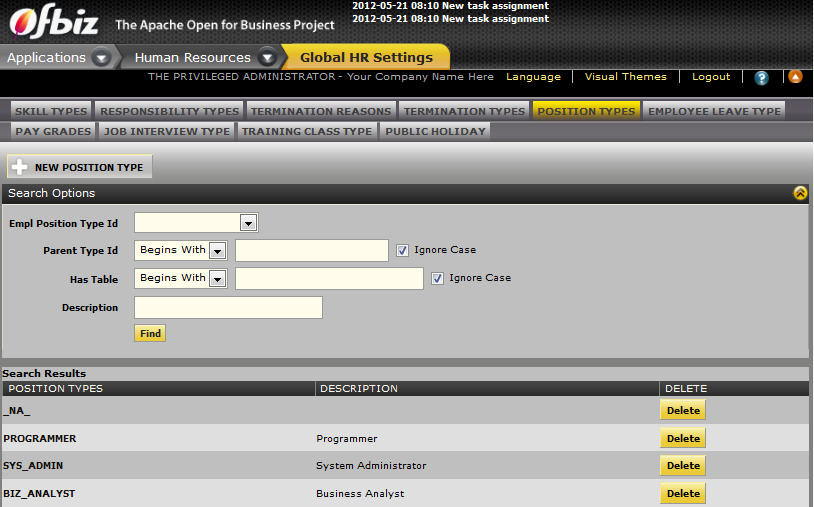 2012-05-21 08:10 New task assignment
2012-05-21 08:10 New task assignment
Ofbiz The Apache Open for Business Project
Applications Human Resources Global HR Settings
THE PRIVILEGED ADMINISTRATOR - Your Company Name Here Language Visual Themes Logout ?
SKILL TYPES RESPONSIBILITY TYPES TERMINATION REASONS TERMINATION TYPES POSITION TYPES EMPLOYEE LEAVE TYPE
PAY GRADES JOB INTERVIEW TYPE TRAINING CLASS TYPE PUBLIC HOLIDAY
NEW POSITION TYPE
Search Options
Empl Position Type Id
Parent Type Id Begins With Ignore Case
Has Table Begins With Ignore Case
Description
Find
Search Results
POSITION TYPES DESCRIPTION DELETE
_NA_ Delete
PROGRAMMER Programmer Delete
SYS_ADMIN System Administrator Delete
BIZ_ANALYST Business Analyst Delete